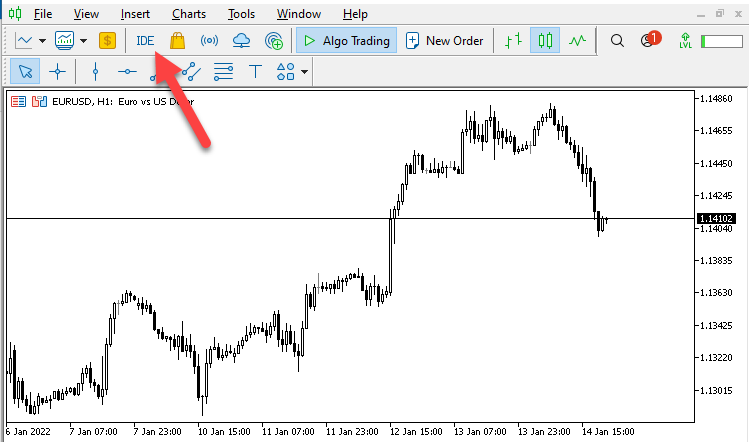 File View Insert Charts Tools Window Help
$ IDE Algo Trading New Order 1 LVL
T
EURUSD, H1: Euro vs US Dollar
1.14860
1.14655
1.14450
1.14245
1.14102
1.14040
1.13835
1.13630
1.13425
1.13220
1.13015
6 Jan 2022 7 Jan 07:00 7 Jan 23:00 10 Jan 15:00 11 Jan 07:00 11 Jan 23:00 12 Jan 15:00 13 Jan 07:00 13 Jan 23:00 14 Jan 15:00